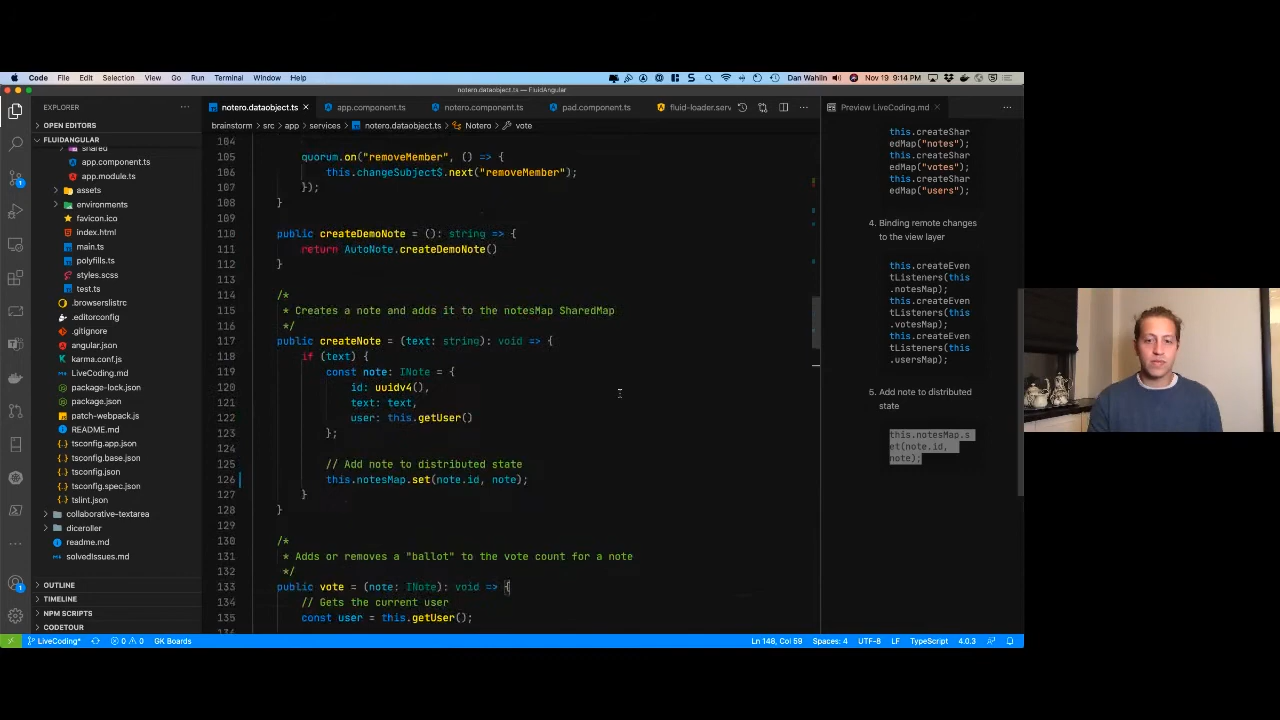 Code File Edit Selection View Go Run Terminal Window Help Dan Wahlin Nov 19 9:14 PM
notero.dataobject.ts — FluidAngular
EXPLORER
OPEN EDITORS
FLUIDANGULAR
shared
app.component.ts
app.module.ts
assets
environments
favicon.ico
index.html
main.ts
polyfills.ts
styles.scss
test.ts
.browserslistrc
.editorconfig
.gitignore
angular.json
karma.conf.js
LiveCoding.md
package-lock.json
package.json
patch-webpack.js
README.md
tsconfig.app.json
tsconfig.base.json
tsconfig.json
tsconfig.spec.json
tslint.json
collaborative-textarea
diceroller
readme.md
solvedissues.md
OUTLINE
TIMELINE
NPM SCRIPTS
CODETOUR
notero.dataobject.ts app.component.ts notero.component.ts pad.component.ts fluid-loader.serv
brainstorm > src > app > services > notero.dataobject.ts > Notero > vote
104
105 quorum.on("removeMember", () => {
106 this.changeSubject$.next("removeMember");
107 });
108 }
109
110 public createDemoNote = (): string => {
111 return AutoNote.createDemoNote()
112 }
113
114 /*
115 * Creates a note and adds it to the notesMap SharedMap
116 */
117 public createNote = (text: string): void => {
118 if (text) {
119 const note: INote = {
120 id: uuidv4(),
121 text: text,
122 user: this.getUser()
123 };
124
125 // Add note to distributed state
126 this.notesMap.set(note.id, note);
127 }
128 }
129
130 /*
131 * Adds or removes a "ballot" to the vote count for a note
132 */
133 public vote = (note: INote): void => {
134 // Gets the current user
135 const user = this.getUser();
Preview LiveCoding.md
this.createShar
edMap("notes");
this.createShar
edMap("votes");
this.createShar
edMap("users");
4. Binding remote changes
to the view layer
this.createEven
tListeners(this
.notesMap);
this.createEve
ntListeners(this
.votesMap);
this.createEve
ntListeners(this
.usersMap);
5. Add note to distributed
state
this.notesMap.s
et(note.id,
note);
LiveCoding* 0 0 GK Boards Ln 148, Col 59 Spaces: 4 UTF-8 LF TypeScript 4.0.3